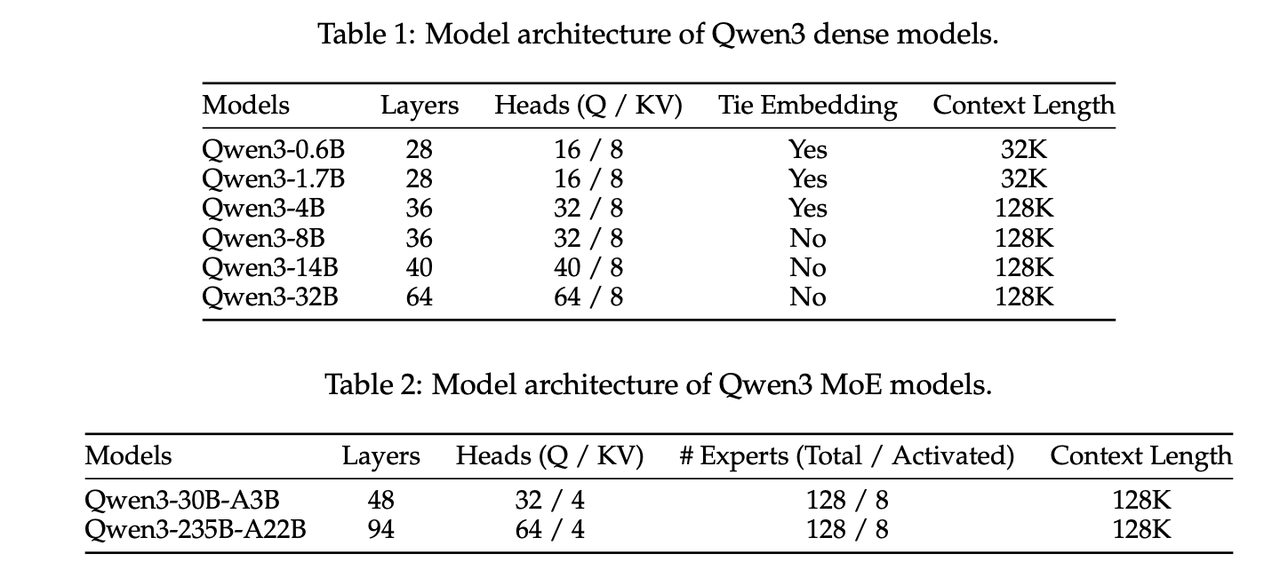 Table 1: Model architecture of Qwen3 dense models.
Models Layers Heads (Q / KV) Tie Embedding Context Length
Qwen3-0.6B 28 16 / 8 Yes 32K
Qwen3-1.7B 28 16 / 8 Yes 32K
Qwen3-4B 36 32 / 8 Yes 128K
Qwen3-8B 36 32 / 8 No 128K
Qwen3-14B 40 40 / 8 No 128K
Qwen3-32B 64 64 / 8 No 128K
Table 2: Model architecture of Qwen3 MoE models.
Models Layers Heads (Q / KV) # Experts (Total / Activated) Context Length
Qwen3-30B-A3B 48 32 / 4 128 / 8 128K
Qwen3-235B-A22B 94 64 / 4 128 / 8 128K